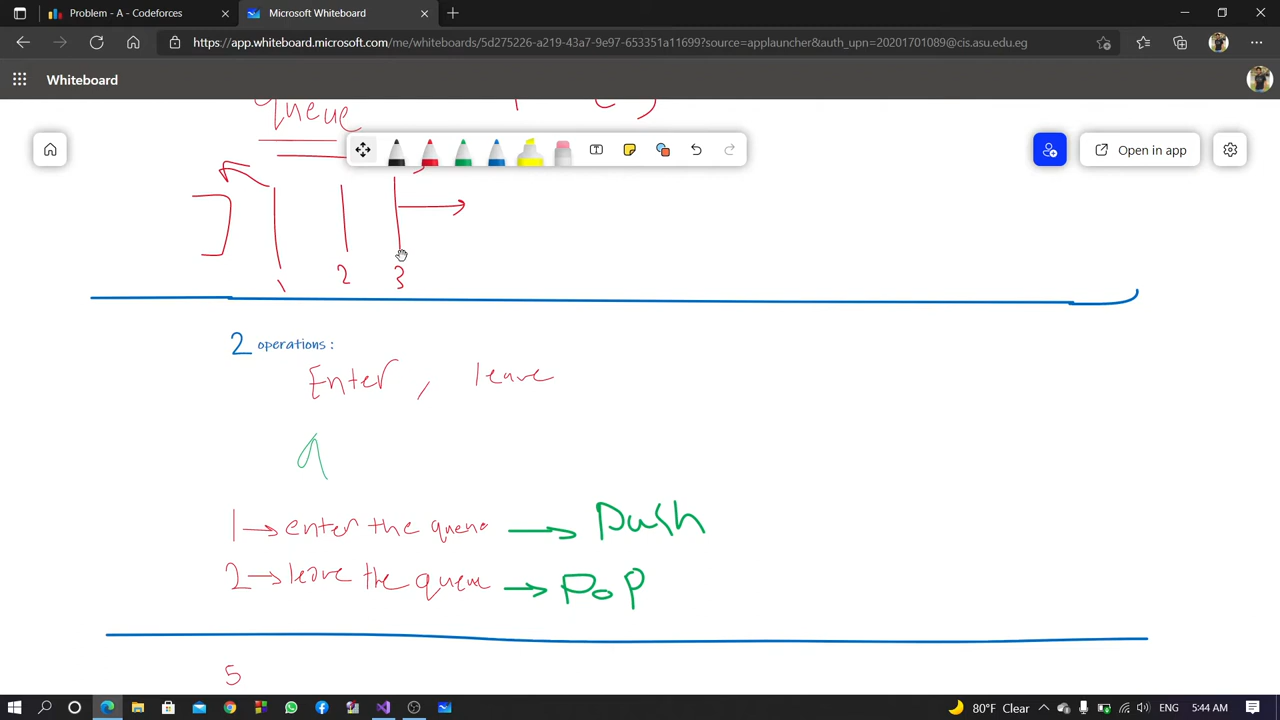 Problem - A - Codeforces
Microsoft Whiteboard
https://app.whiteboard.microsoft.com/me/whiteboards/5d275226-a219-43a7-9e97-653351a11699?source=applauncher&auth_upn=20201701089@cis.asu.edu.eg
Whiteboard
queue
Open in app
1 2 3
2 operations :
Enter , leave
1 → enter the queue → Push
2 → leave the queue → PoP
5
80°F Clear
ENG
5:44 AM